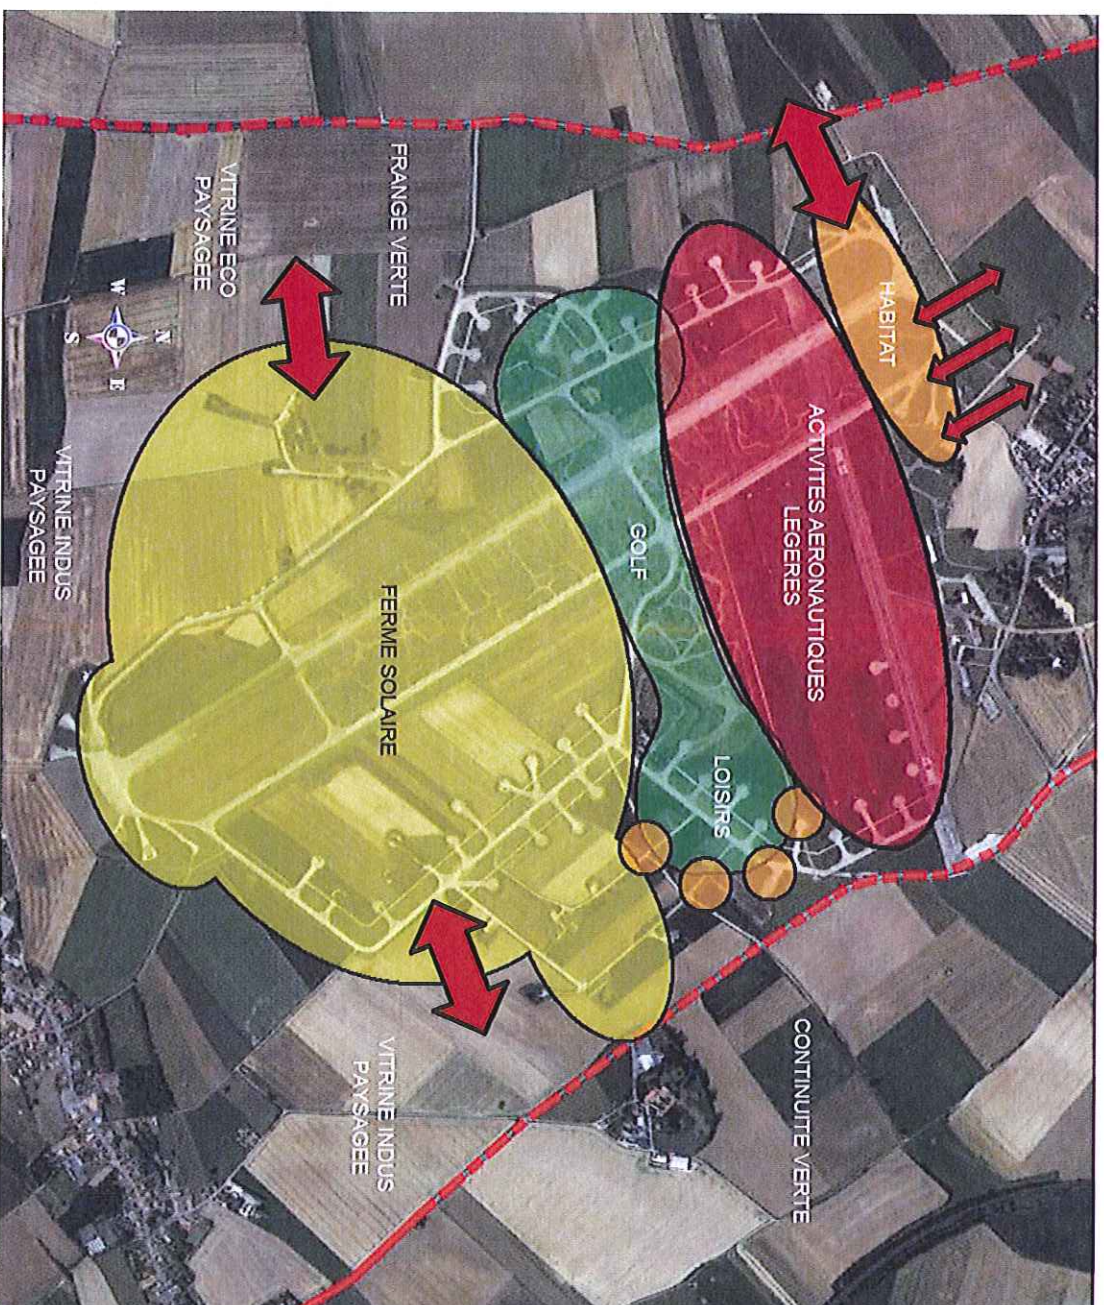 HABITAT
ACTIVITES AERONAUTIQUES
LEGERES
CONTINUITE VERTE
LOISIRS
GOLF
FRANGE VERTE
FERME SOLAIRE
VITRINE INDUS
PAYSAGEE
VITRINE ECO
PAYSAGEE
N
W
E
S
VITRINE INDUS
PAYSAGEE